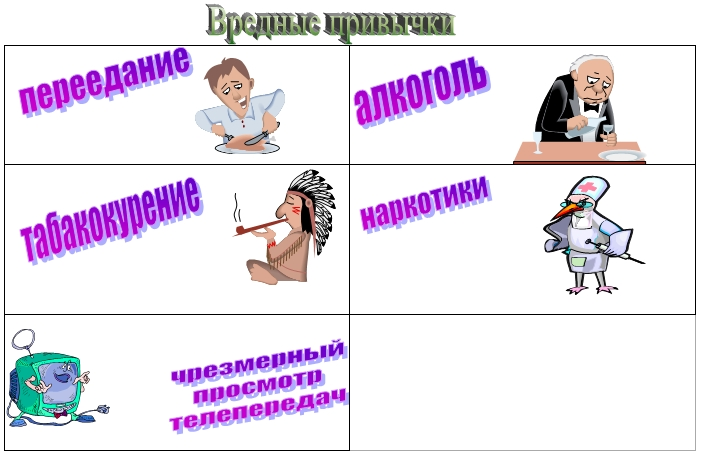 Вредные привычки
переедание
алкоголь
табакокурение
наркотики
чрезмерный
просмотр
телепередач